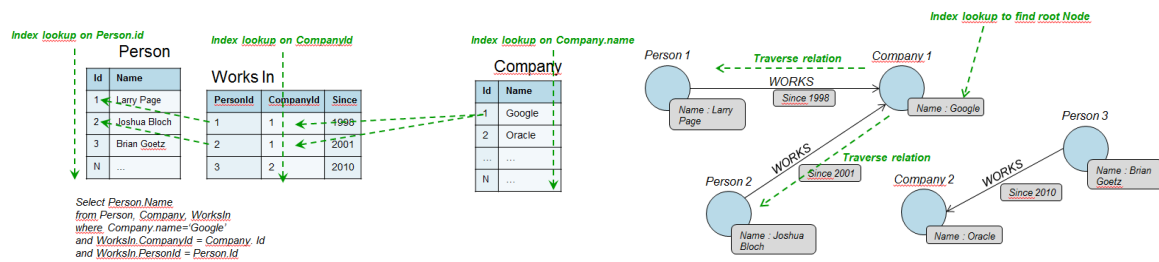 Index lookup on Person.id
Person
Id Name
1 Larry Page
2 Joshua Bloch
3 Brian Goetz
N ...
Index lookup on CompanyId
Works In
PersonId CompanyId Since
1 1 1998
2 1 2001
3 2 2010
Index lookup on Company.name
Company
Id Name
1 Google
2 Oracle
... ...
N ...
Select Person.Name
from Person, Company, WorksIn
where Company.name='Google'
and WorksIn.CompanyId = Company. Id
and WorksIn.PersonId = Person.Id
Index lookup to find root Node
Person 1
Traverse relation
Company 1
WORKS
Since 1998
Name : Larry
Page
Name : Google
Person 3
WORKS
Traverse relation
Since 2001
Name : Brian
Goetz
WORKS
Since 2010
Person 2
Company 2
Name : Joshua
Bloch
Name : Oracle